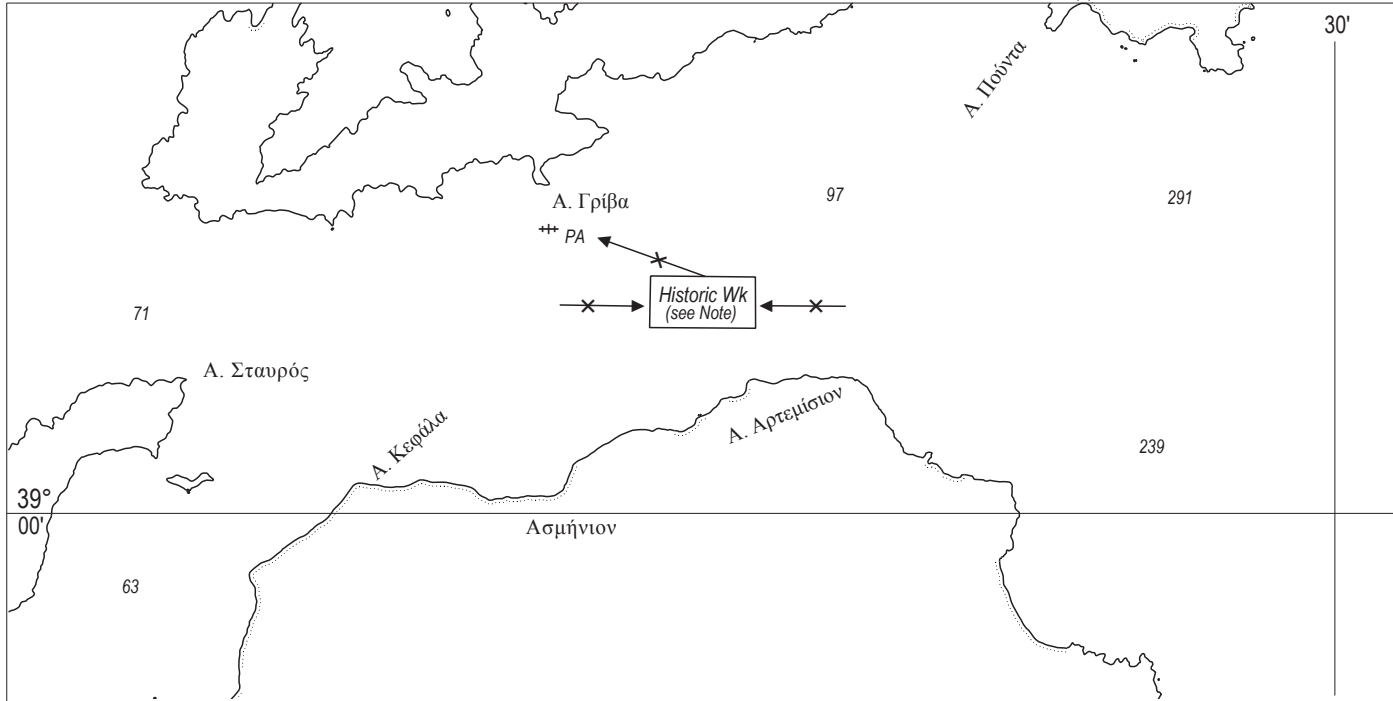 30'
Α. Πούντα
97
291
Α. Γρίβα
PA
Historic Wk
(see Note)
71
Α. Σταυρός
Α. Κεφάλα
Α. Αρτεμίσιον
239
39°
00'
Ασμήνιον
63